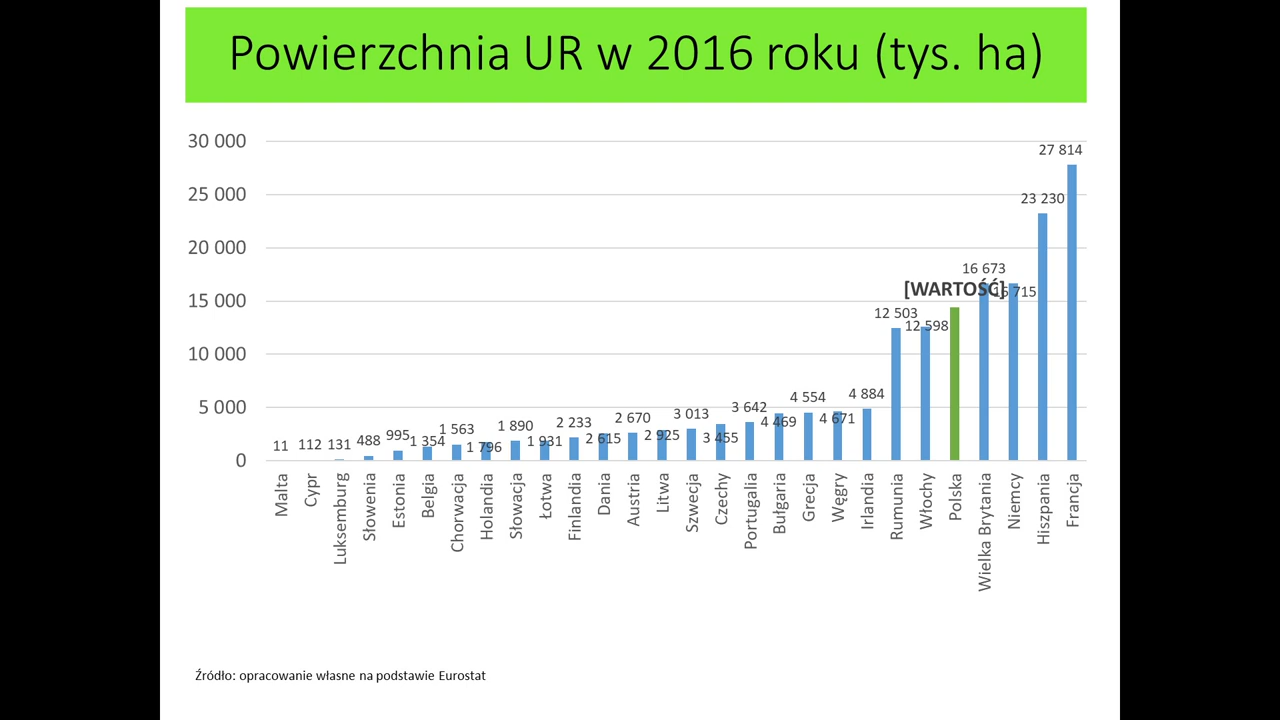 Powierzchnia UR w 2016 roku (tys. ha)
30 000
25 000
20 000
15 000
10 000
5 000
0
11
112
131
488
995
1 354
1 563
1 796
1 890
1 931
2 233
2 615
2 670
2 925
3 013
3 455
3 642
4 469
4 554
4 671
4 884
12 503
12 598
[WARTOŚĆ]
16 673
16 715
23 230
27 814
Malta
Cypr
Luksemburg
Słowenia
Estonia
Belgia
Chorwacja
Holandia
Słowacja
Łotwa
Finlandia
Dania
Austria
Litwa
Szwecja
Czechy
Portugalia
Bułgaria
Grecja
Węgry
Irlandia
Rumunia
Włochy
Polska
Wielka Brytania
Niemcy
Hiszpania
Francja
Źródło: opracowanie własne na podstawie Eurostat